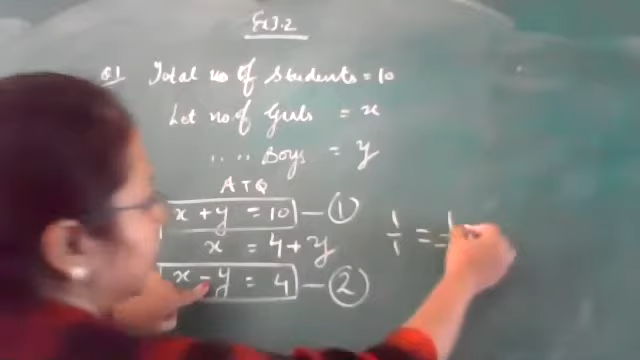 Ex 3.2
Q1 Total no of Students = 10
Let no of Girls = x
" " Boys = y
A T Q
x + y = 10 — ①
x = 4 + y
x - y = 4 — ②
1/1 = 1